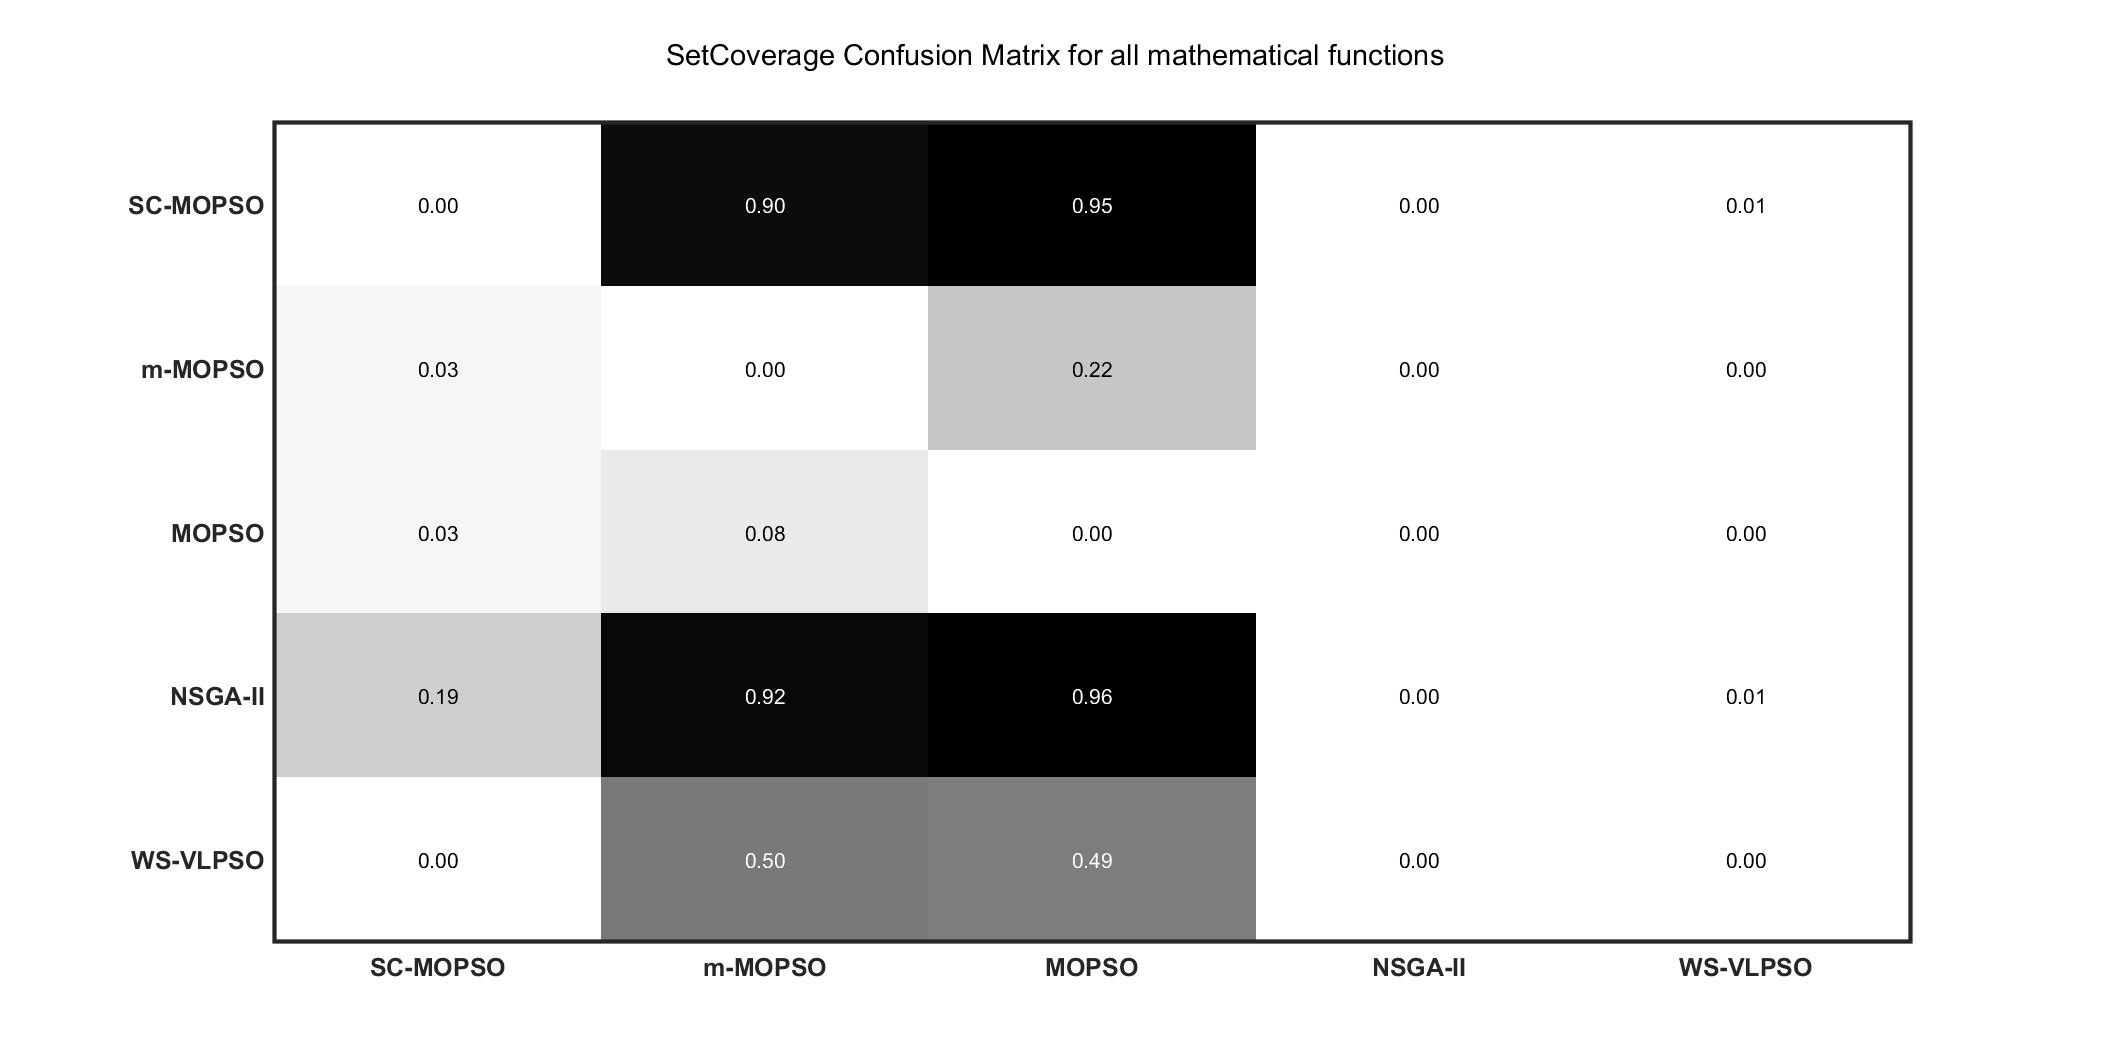 SetCoverage Confusion Matrix for all mathematical functions
SC-MOPSO 0.00 0.90 0.95 0.00 0.01
m-MOPSO 0.03 0.00 0.22 0.00 0.00
MOPSO 0.03 0.08 0.00 0.00 0.00
NSGA-II 0.19 0.92 0.96 0.00 0.01
WS-VLPSO 0.00 0.50 0.49 0.00 0.00
SC-MOPSO m-MOPSO MOPSO NSGA-II WS-VLPSO